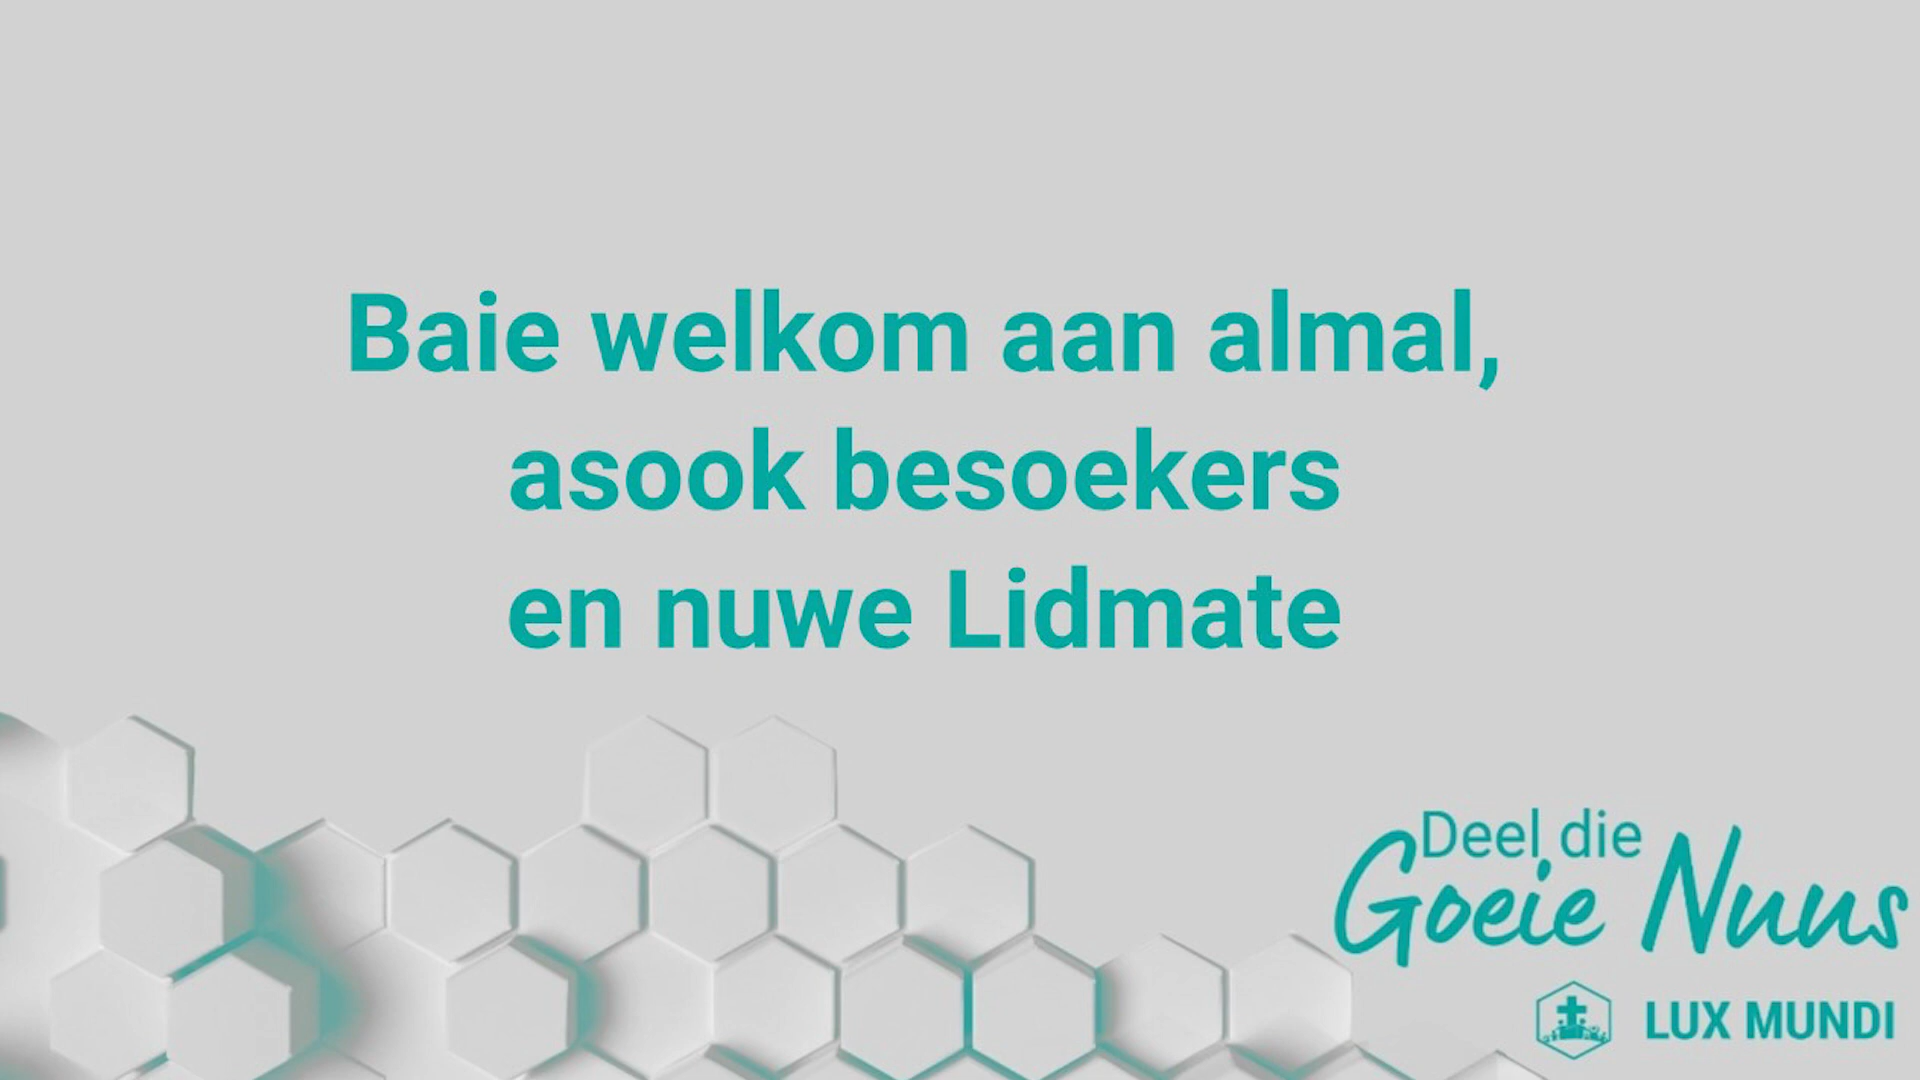 Baie welkom aan almal,
asook besoekers
en nuwe Lidmate
Deel die
Goeie Nuus
LUX MUNDI